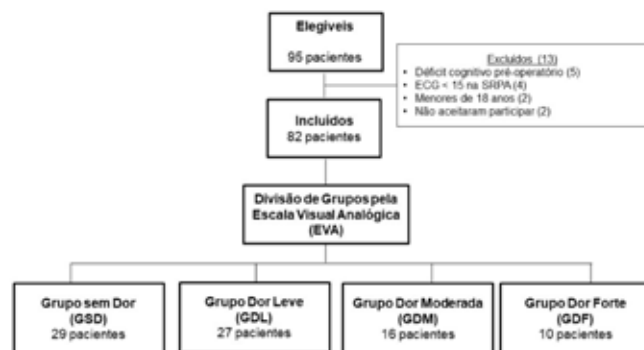 Elegíveis
95 pacientes
Excluídos (13)
• Déficit cognitivo pré-operatório (5)
• ECG < 15 na SRPA (4)
• Menores de 18 anos (2)
• Não aceitaram participar (2)
Incluídos
82 pacientes
Divisão de Grupos pela
Escala Visual Analógica
(EVA)
Grupo sem Dor
(GSD)
29 pacientes
Grupo Dor Leve
(GDL)
27 pacientes
Grupo Dor Moderada
(GDM)
16 pacientes
Grupo Dor Forte
(GDF)
10 pacientes